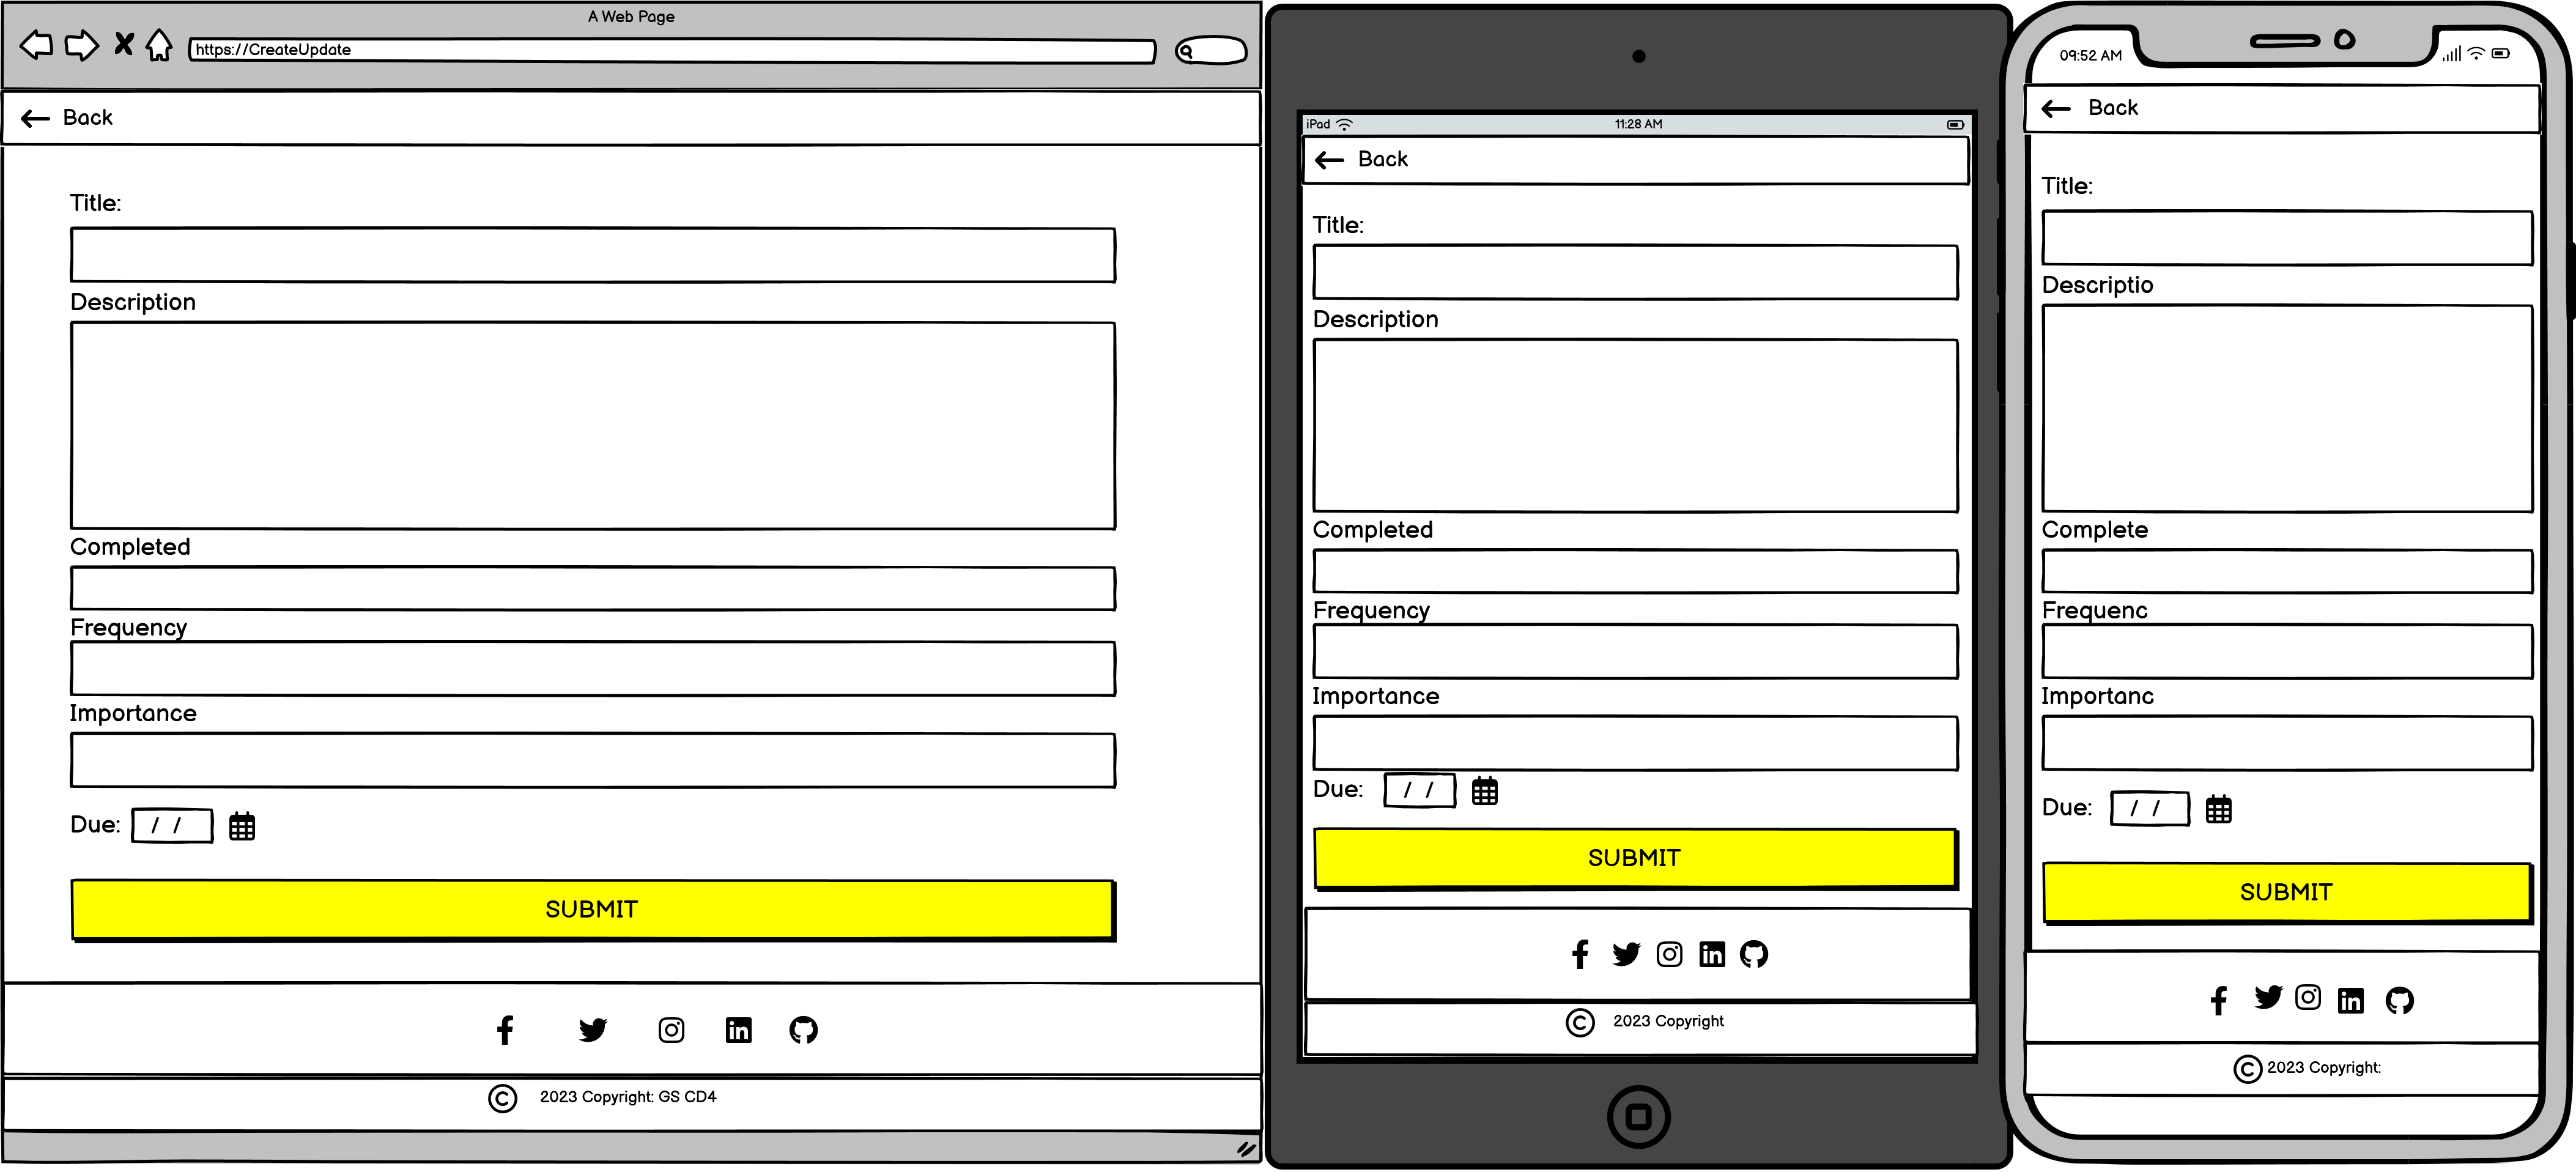 A Web Page
https://CreateUpdate
Back
Title:
Description
Completed
Frequency
Importance
Due: / /
SUBMIT
2023 Copyright: GS CD4
iPad 11:28 AM
Back
Title:
Description
Completed
Frequency
Importance
Due: / /
SUBMIT
2023 Copyright
09:52 AM
Back
Title:
Descriptio
Complete
Frequenc
Importanc
Due: / /
SUBMIT
2023 Copyright: